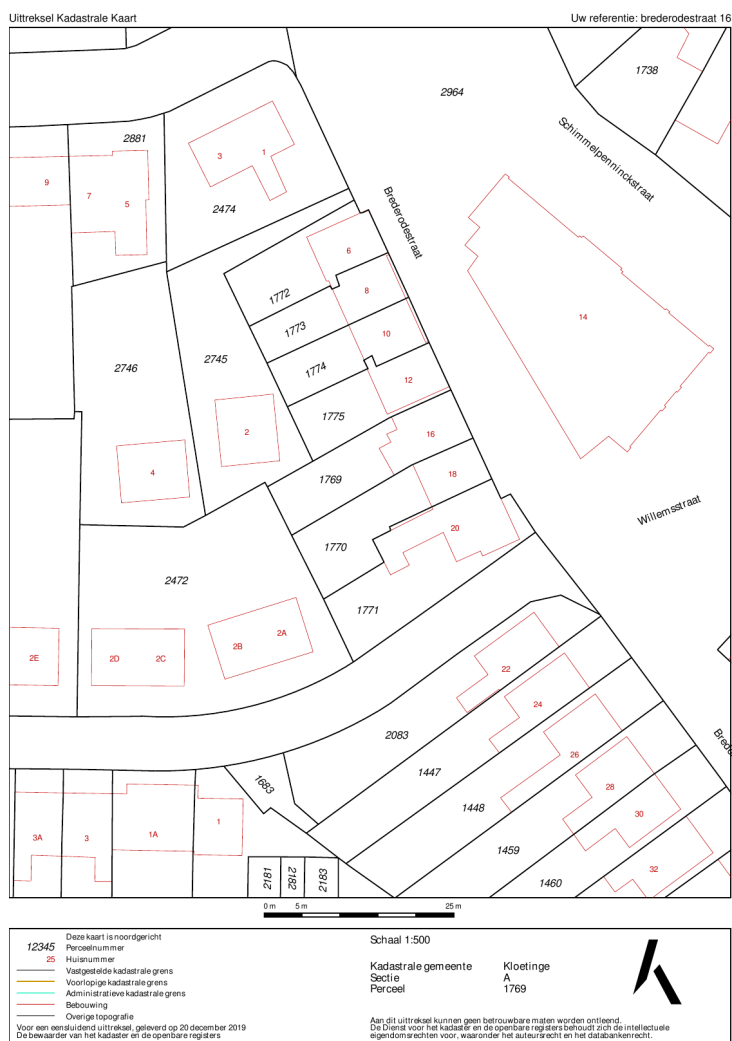 Uittreksel Kadastrale Kaart
Uw referentie: brederodestraat 16
1738
2964
Schimmelpenninckstraat
2881
3
1
9
7
5
2474
Brederodestraat
6
1772
8
14
1773
10
2746
2745
1774
12
1775
2
16
4
1769
18
Willemsstraat
20
1770
2472
1771
2A
2B
2E
2D
2C
22
24
2083
Brede
26
1447
1683
28
1448
30
1
1A
3A
3
1459
32
2181
2182
2183
1460
0 m
5 m
25 m
Deze kaart is noordgericht
12345 Perceelnummer
25 Huisnummer
Vastgestelde kadastrale grens
Voorlopige kadastrale grens
Administratieve kadastrale grens
Bebouwing
Overige topografie
Voor een eensluidend uittreksel, geleverd op 20 december 2019
De bewaarder van het kadaster en de openbare registers
Schaal 1:500
Kadastrale gemeente Kloetinge
Sectie A
Perceel 1769
Aan dit uittreksel kunnen geen betrouwbare maten worden ontleend.
De Dienst voor het kadaster en de openbare registers behoudt zich de intellectuele
eigendomsrechten voor, waaronder het auteursrecht en het databankenrecht.